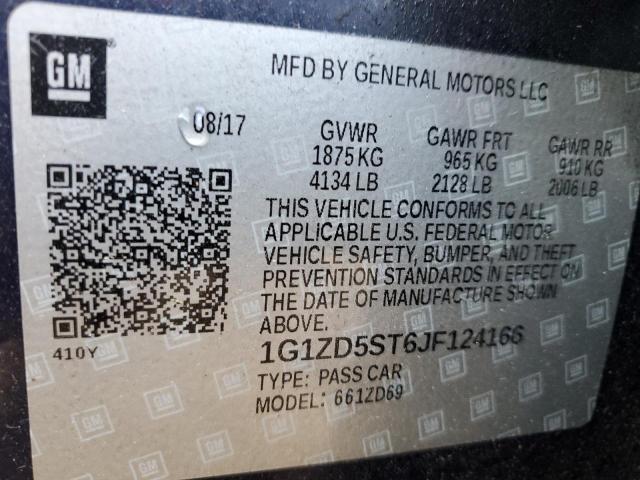 GM
MFD BY GENERAL MOTORS LLC
08/17
GVWR GAWR FRT GAWR RR
1875 KG 965 KG 910 KG
4134 LB 2128 LB 2006 LB
THIS VEHICLE CONFORMS TO ALL
APPLICABLE U.S. FEDERAL MOTOR
VEHICLE SAFETY, BUMPER, AND THEFT
PREVENTION STANDARDS IN EFFECT ON
THE DATE OF MANUFACTURE SHOWN
ABOVE.
410Y
1G1ZD5ST6JF124166
TYPE: PASS CAR
MODEL: 661ZD69